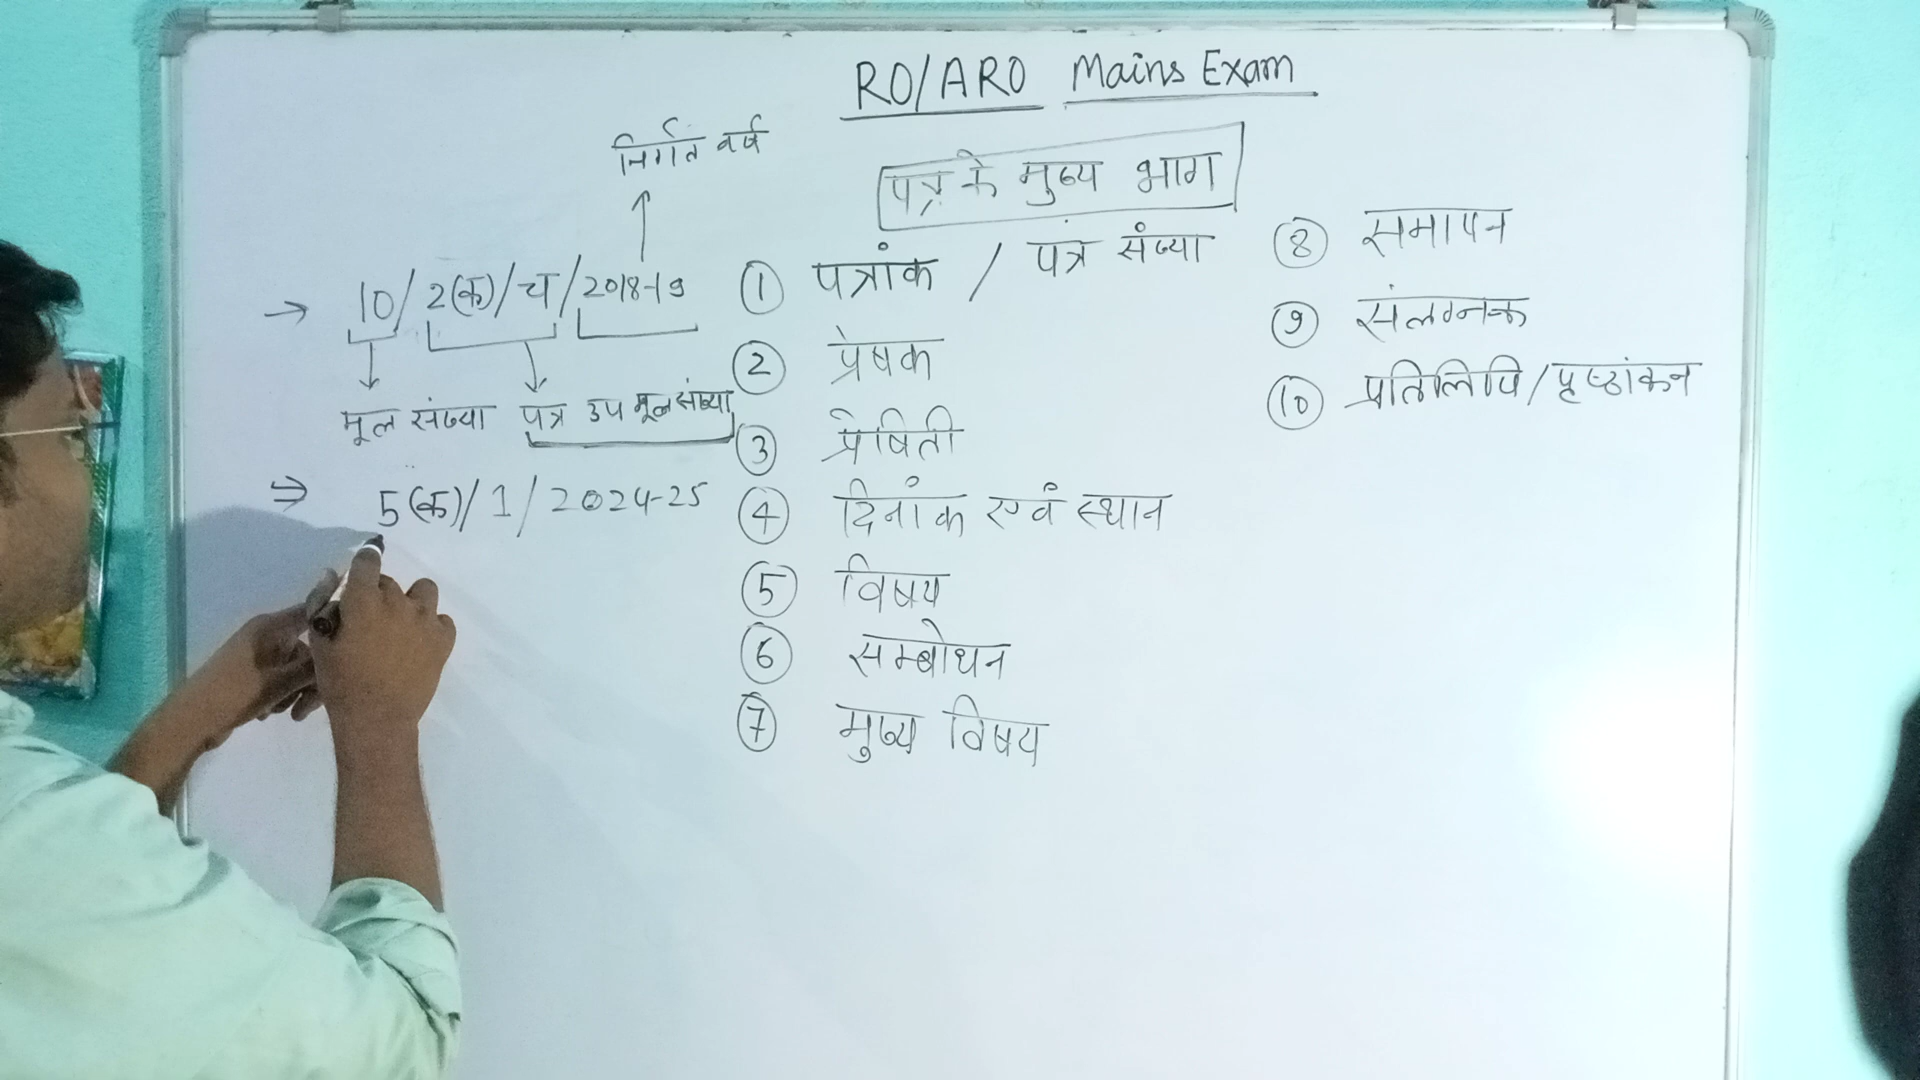 RO/ARO Mains Exam
पत्र के मुख्य भाग
निर्गत वर्ष
→ 10/2(क)/च/2018-19
मूल संख्या पत्र उप मूल संख्या
⇒ 5(क)/1/2024-25
① पत्रांक / पत्र संख्या
② प्रेषक
③ प्रेषिती
④ दिनांक एवं स्थान
⑤ विषय
⑥ सम्बोधन
⑦ मुख्य विषय
⑧ समापन
⑨ संलग्नक
⑩ प्रतिलिपि/पृष्ठांकन